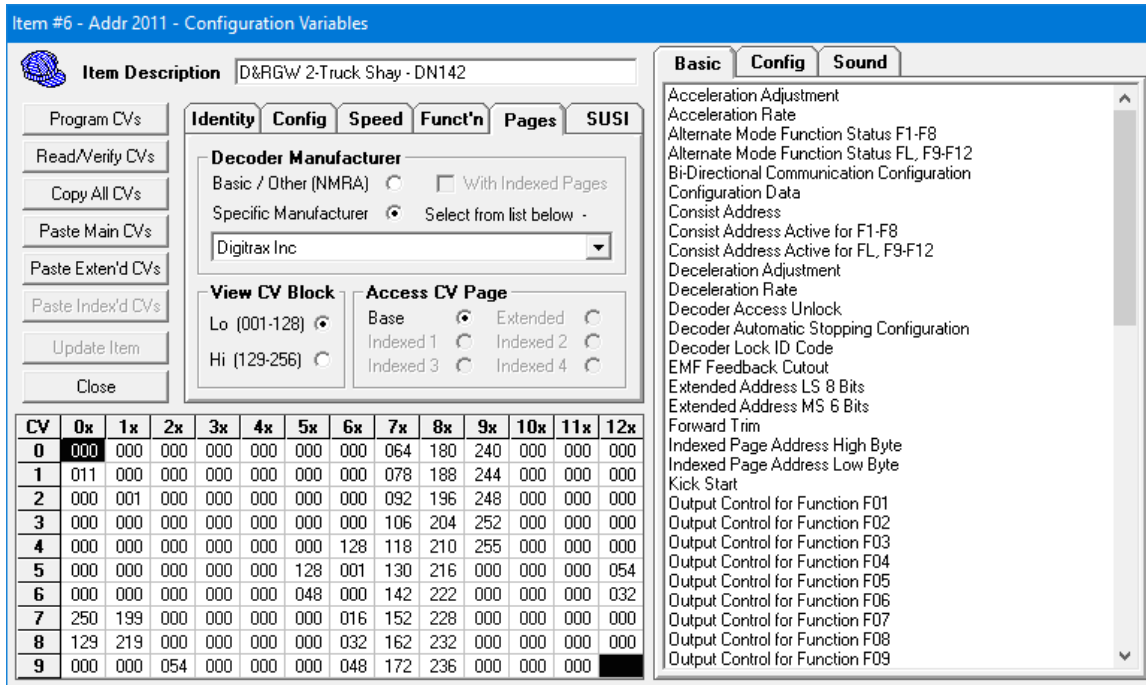 Item #6 - Addr 2011 - Configuration Variables
Item Description D&RGW 2-Truck Shay - DN142
Program CVs
Read/Verify CVs
Copy All CVs
Paste Main CVs
Paste Exten'd CVs
Paste Index'd CVs
Update Item
Close
Identity Config Speed Funct'n Pages SUSI
Decoder Manufacturer
Basic / Other (NMRA) With Indexed Pages
Specific Manufacturer Select from list below -
Digitrax Inc
View CV Block
Lo (001-128)
Hi (129-256)
Access CV Page
Base Extended
Indexed 1 Indexed 2
Indexed 3 Indexed 4
CV 0x 1x 2x 3x 4x 5x 6x 7x 8x 9x 10x 11x 12x
0 000 000 000 000 000 000 000 064 180 240 000 000 000
1 011 000 000 000 000 000 000 078 188 244 000 000 000
2 000 001 000 000 000 000 000 092 196 248 000 000 000
3 000 000 000 000 000 000 000 106 204 252 000 000 000
4 000 000 000 000 000 000 128 118 210 255 000 000 000
5 000 000 000 000 000 128 001 130 216 000 000 000 054
6 000 000 000 000 000 048 000 142 222 000 000 000 032
7 250 199 000 000 000 000 016 152 228 000 000 000 000
8 129 219 000 000 000 000 032 162 232 000 000 000 000
9 000 000 054 000 000 000 048 172 236 000 000 000
Basic Config Sound
Acceleration Adjustment
Acceleration Rate
Alternate Mode Function Status F1-F8
Alternate Mode Function Status FL, F9-F12
Bi-Directional Communication Configuration
Configuration Data
Consist Address
Consist Address Active for F1-F8
Consist Address Active for FL, F9-F12
Deceleration Adjustment
Deceleration Rate
Decoder Access Unlock
Decoder Automatic Stopping Configuration
Decoder Lock ID Code
EMF Feedback Cutout
Extended Address LS 8 Bits
Extended Address MS 6 Bits
Forward Trim
Indexed Page Address High Byte
Indexed Page Address Low Byte
Kick Start
Output Control for Function F01
Output Control for Function F02
Output Control for Function F03
Output Control for Function F04
Output Control for Function F05
Output Control for Function F06
Output Control for Function F07
Output Control for Function F08
Output Control for Function F09